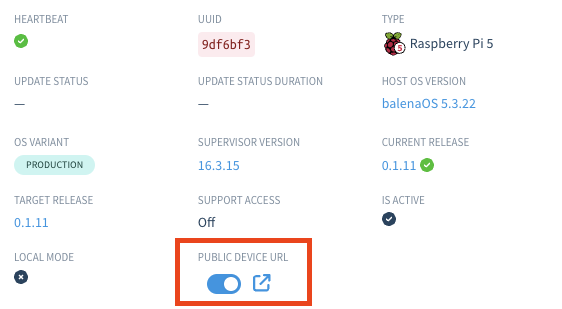 HEARTBEAT UUID TYPE
9df6bf3 5 Raspberry Pi 5
UPDATE STATUS UPDATE STATUS DURATION HOST OS VERSION
— — balenaOS 5.3.22
OS VARIANT SUPERVISOR VERSION CURRENT RELEASE
PRODUCTION 16.3.15 0.1.11
TARGET RELEASE SUPPORT ACCESS IS ACTIVE
0.1.11 Off
LOCAL MODE PUBLIC DEVICE URL